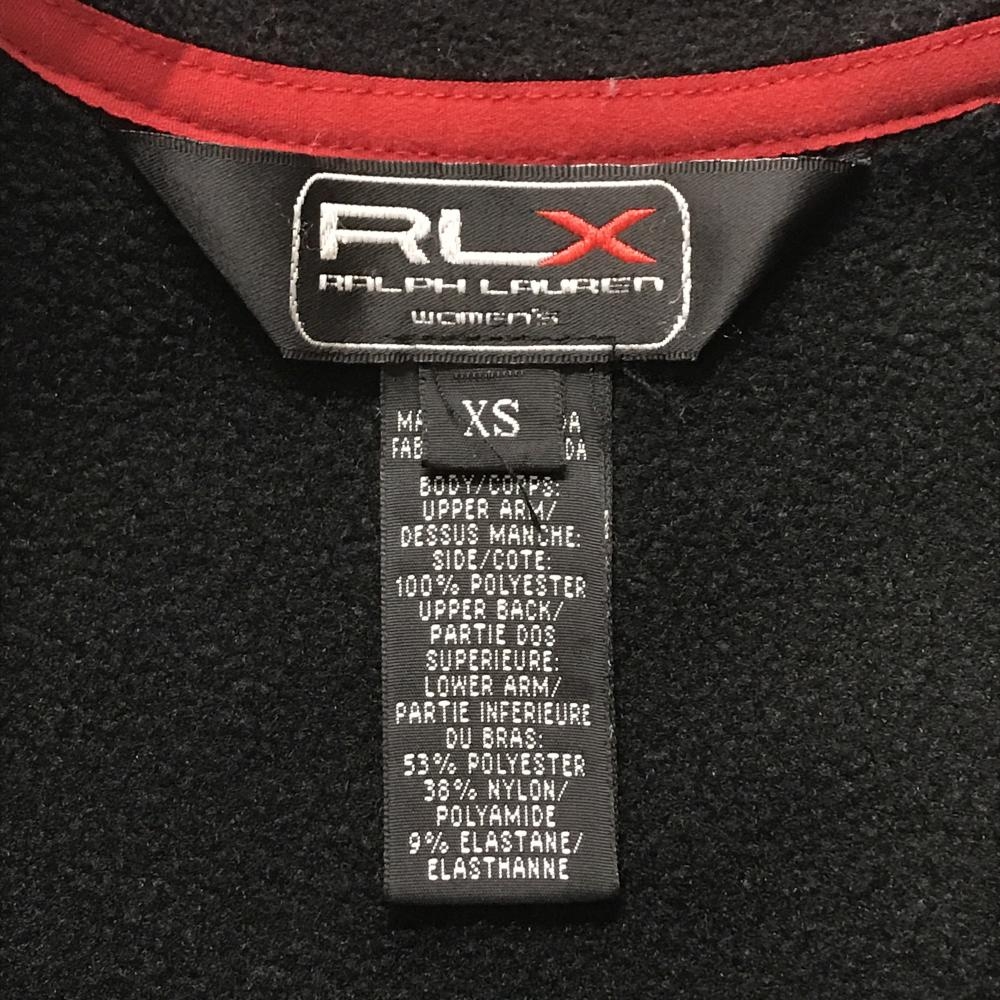 RLX
RALPH LAUREN
WOMEN'S
XS
BODY/CORPS:
UPPER ARM/
DESSUS MANCHE:
SIDE/COTE:
100% POLYESTER
UPPER BACK/
PARTIE DOS
SUPERIEURE:
LOWER ARM/
PARTIE INFERIEURE
DU BRAS:
53% POLYESTER
38% NYLON/
POLYAMIDE
9% ELASTANE/
ELASTHANNE